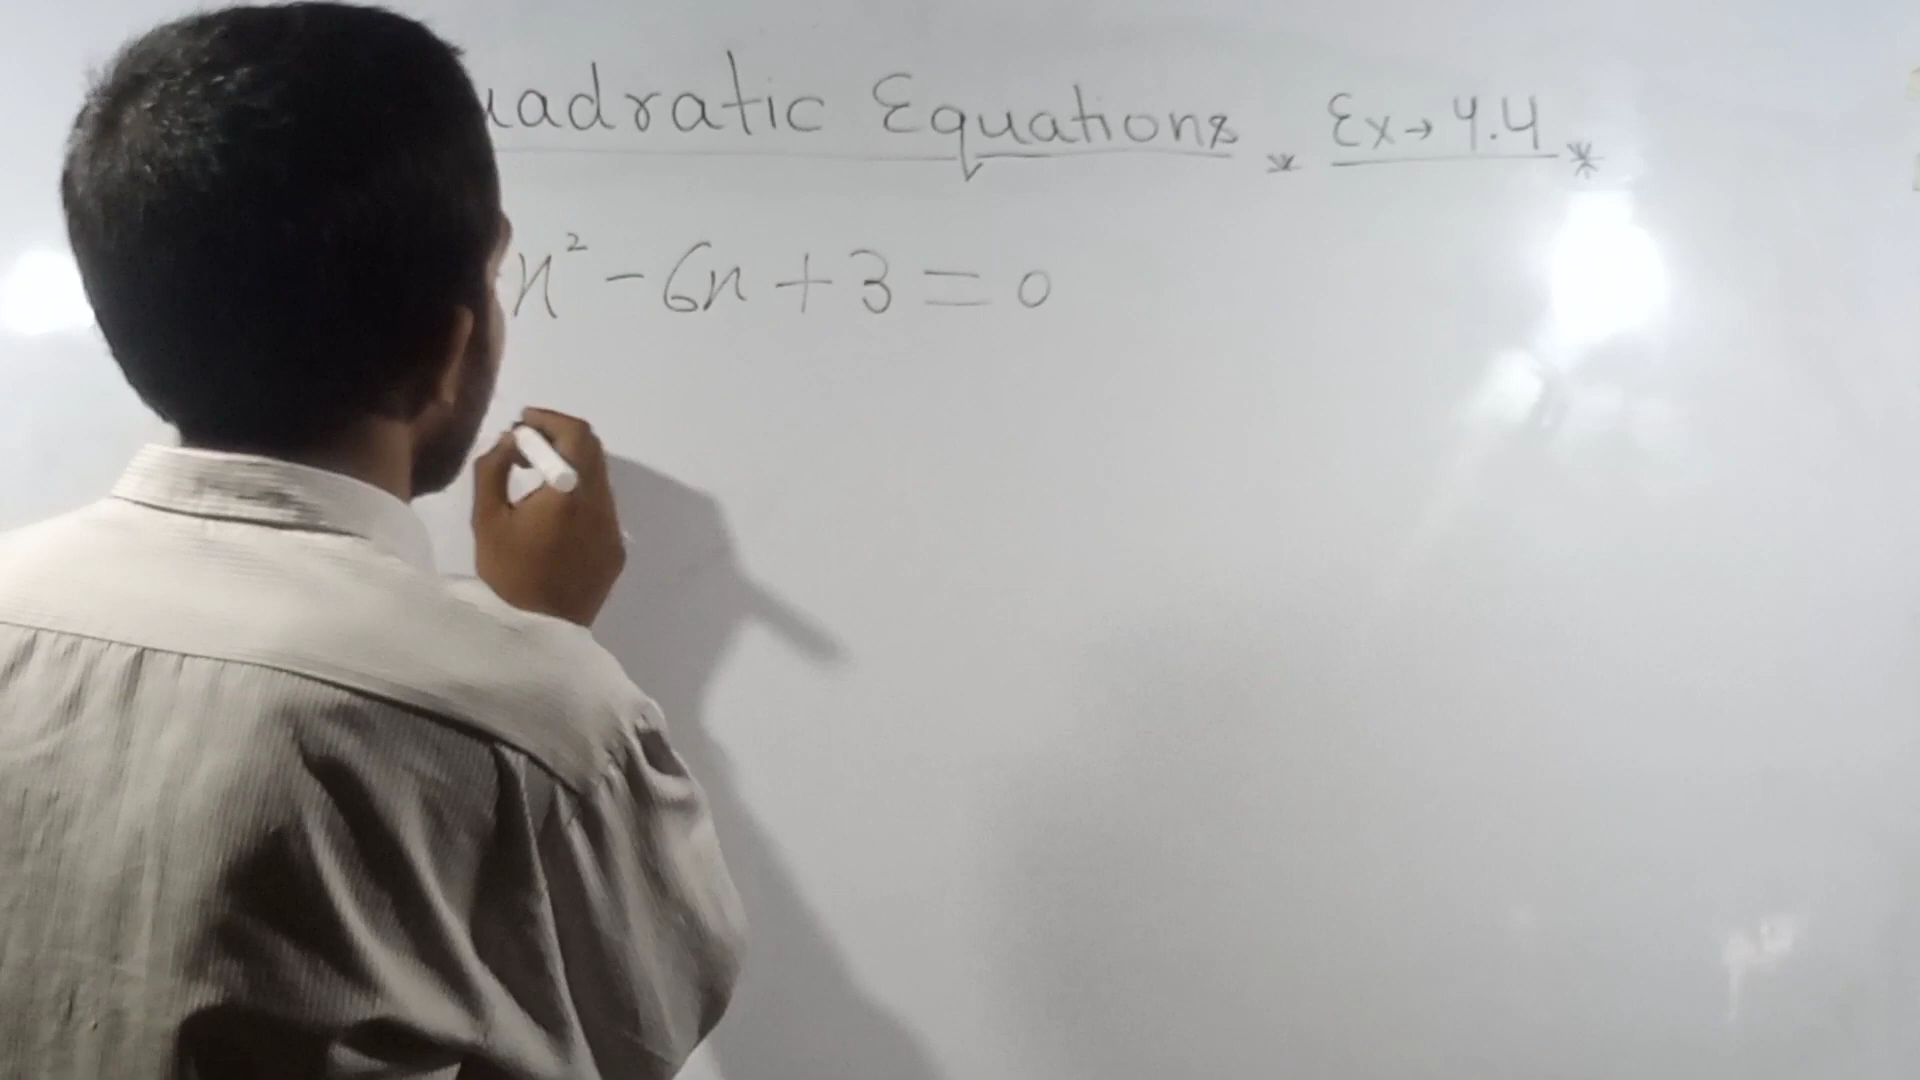 uadratic Equations * Ex→4.4 *
x² - 6x + 3 = 0